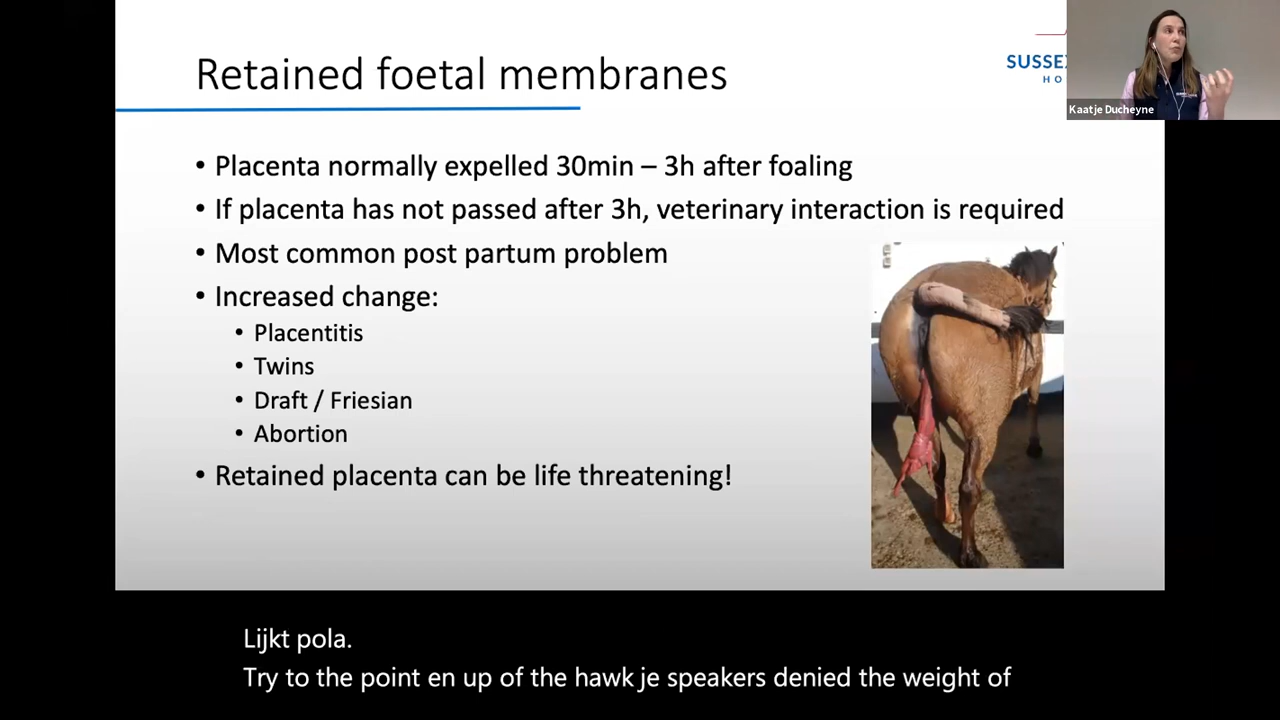 Retained foetal membranes
SUSSE
HO
Kaatje Ducheyne
• Placenta normally expelled 30min – 3h after foaling
• If placenta has not passed after 3h, veterinary interaction is required
• Most common post partum problem
• Increased change:
• Placentitis
• Twins
• Draft / Friesian
• Abortion
• Retained placenta can be life threatening!
Lijkt pola.
Try to the point en up of the hawk je speakers denied the weight of